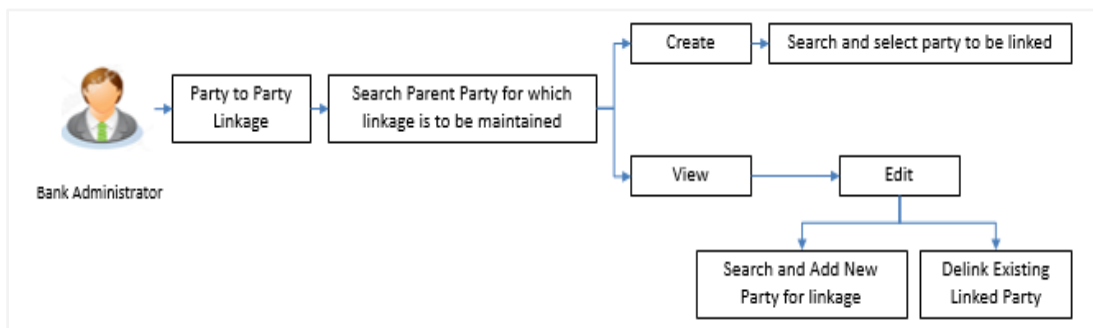 Bank Administrator
Party to Party
Linkage
Search Parent Party for which
linkage is to be maintained
Create
Search and select party to be linked
View
Edit
Search and Add New
Party for linkage
Delink Existing
Linked Party